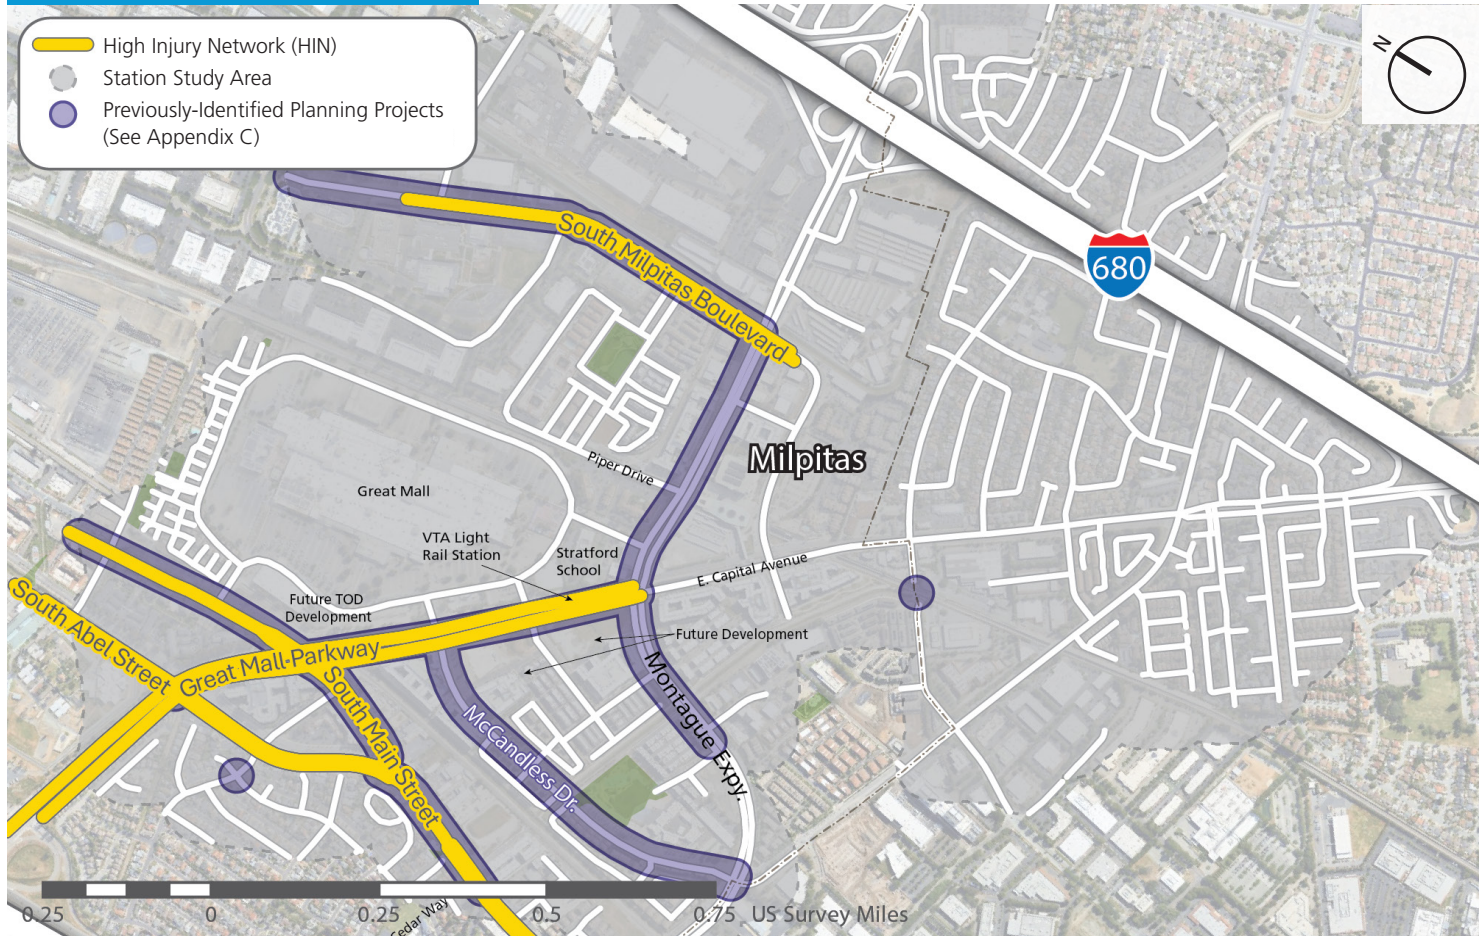 High Injury Network (HIN)
Station Study Area
Previously-Identified Planning Projects
(See Appendix C)
N
680
South Milpitas Boulevard
Milpitas
Piper Drive
Great Mall
VTA Light
Rail Station
Stratford
School
E. Capital Avenue
Future TOD
Development
South Abel Street
Great Mall Parkway
Future Development
South Main Street
McCandless Dr.
Montague Expy.
Cedar Way
0.25 0 0.25 0.5 0.75 US Survey Miles